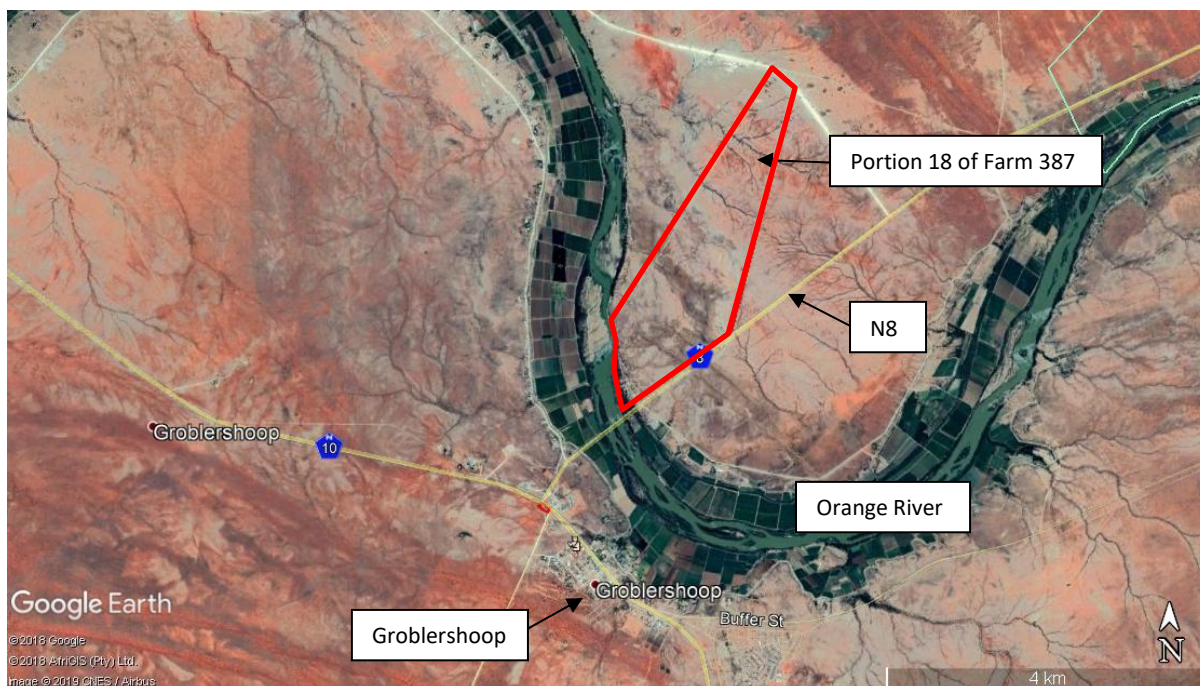 Portion 18 of Farm 387
N8
N
8
Groblershoop
N
10
Orange River
Groblershoop
Buffer St
Groblershoop
Google Earth
©2018 Google
©2018 AfriGIS (Pty) Ltd.
Image ©2019 CNES / Airbus
N
4 km